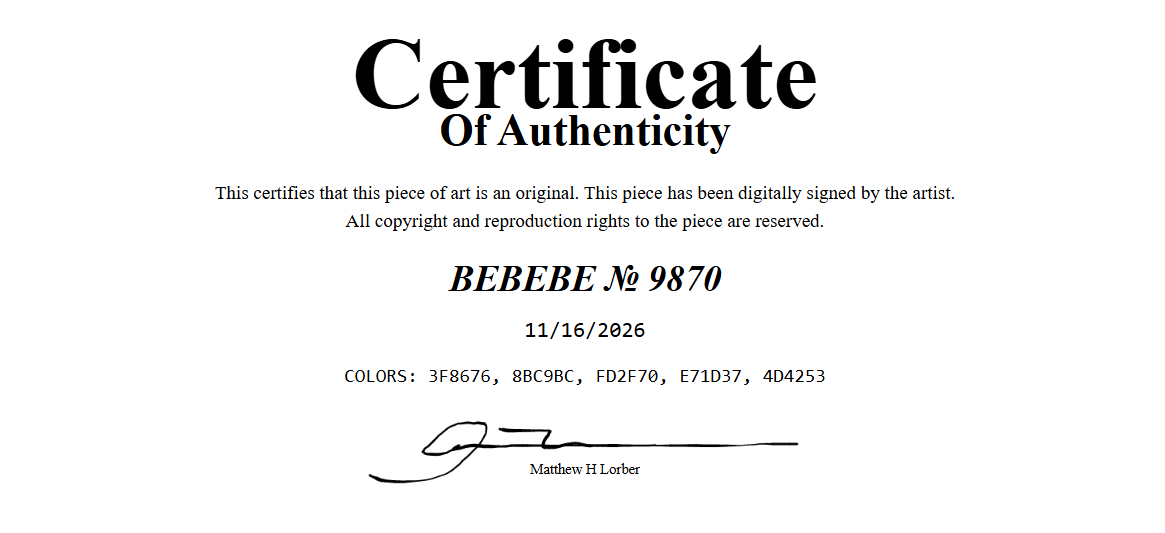 Certificate
Of Authenticity
This certifies that this piece of art is an original. This piece has been digitally signed by the artist.
All copyright and reproduction rights to the piece are reserved.
BEBEBE № 9870
11/16/2026
COLORS: 3F8676, 8BC9BC, FD2F70, E71D37, 4D4253
Matthew H Lorber